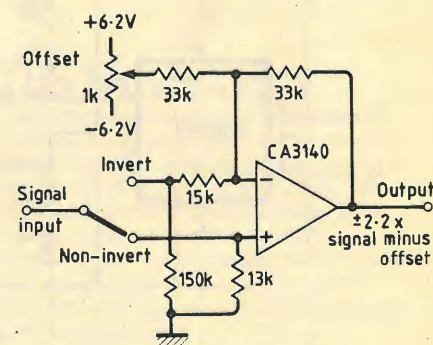 +6·2V
Offset
1k
33k
33k
−6·2V
CA3140
Invert
−
15k
Signal
input
Output
+
±2·2 x
signal minus
offset
Non-invert
150k
13k